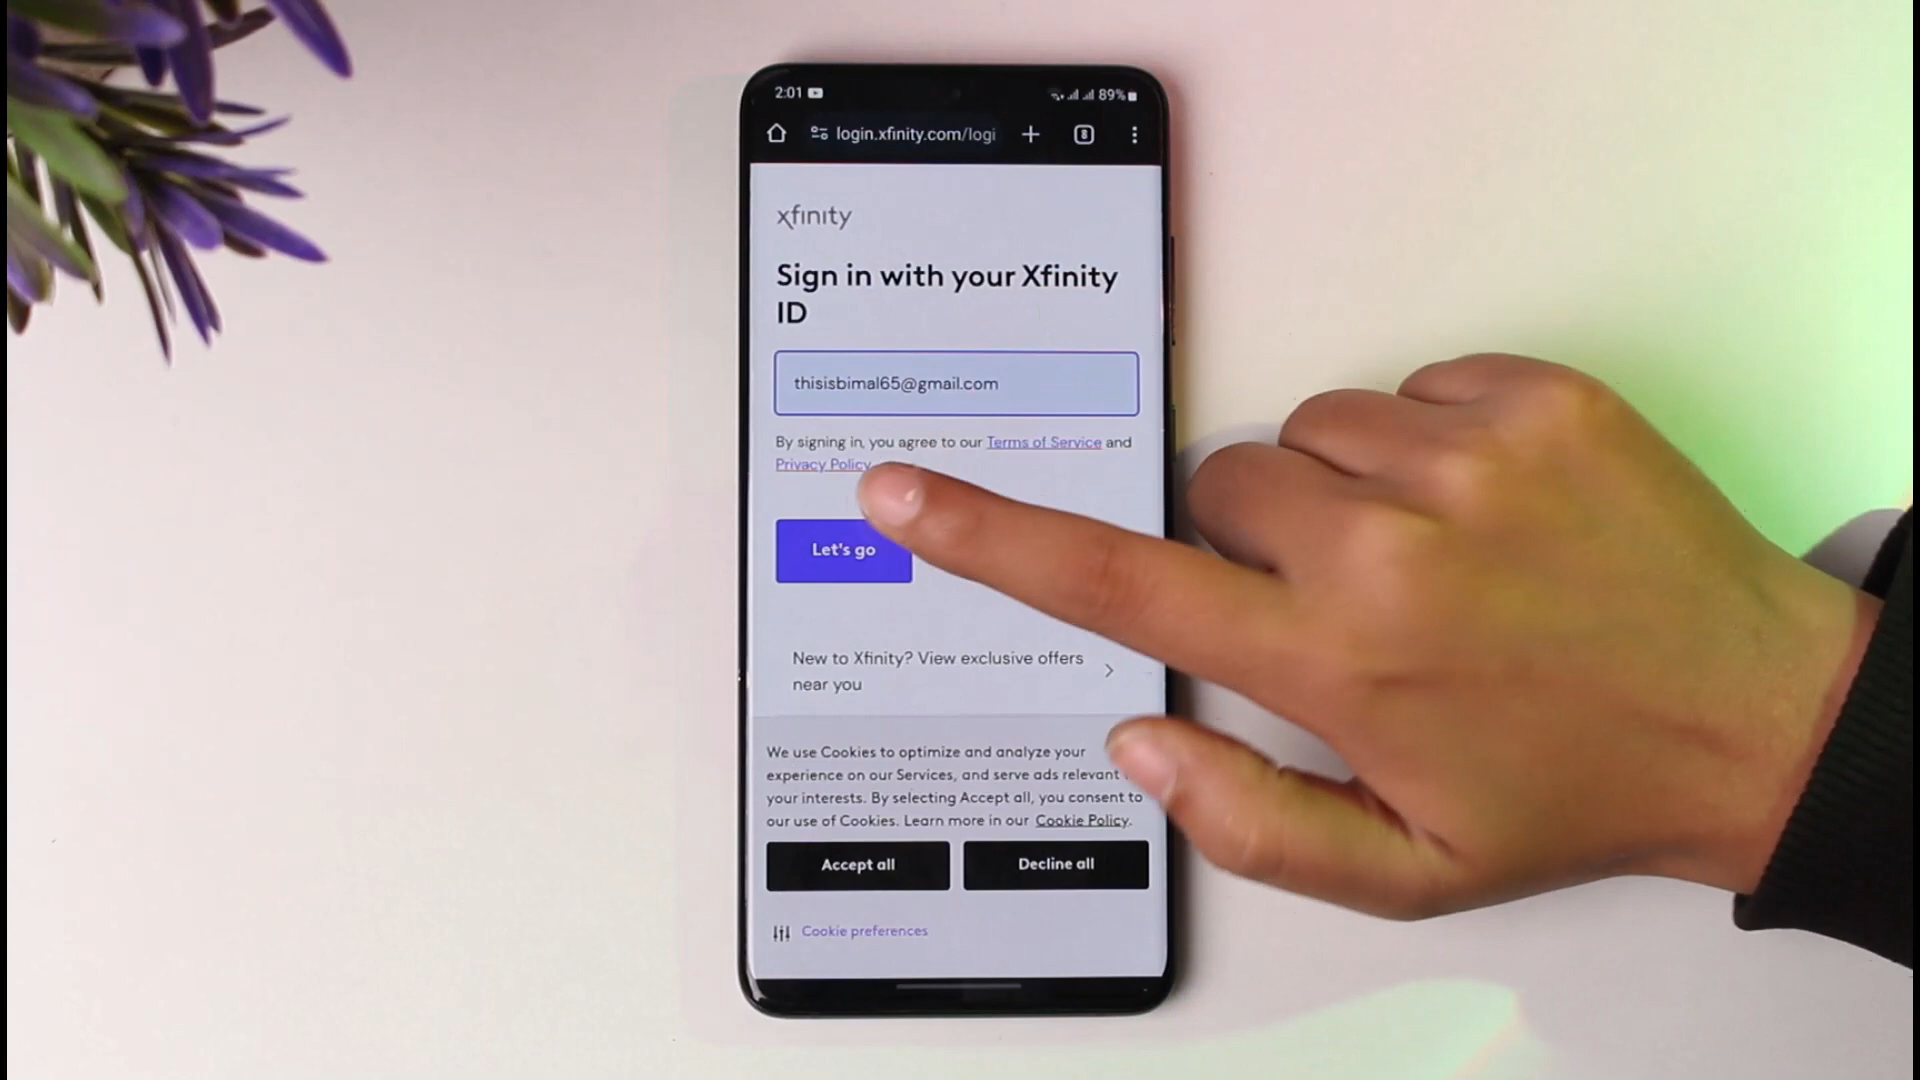 2:01 89%
login.xfinity.com/logi 8
xfinity
Sign in with your Xfinity
ID
thisisbimal65@gmail.com
By signing in, you agree to our Terms of Service and
Privacy Policy
Let's go
New to Xfinity? View exclusive offers
near you
We use Cookies to optimize and analyze your
experience on our Services, and serve ads relevant
your interests. By selecting Accept all, you consent to
our use of Cookies. Learn more in our Cookie Policy.
Accept all Decline all
Cookie preferences